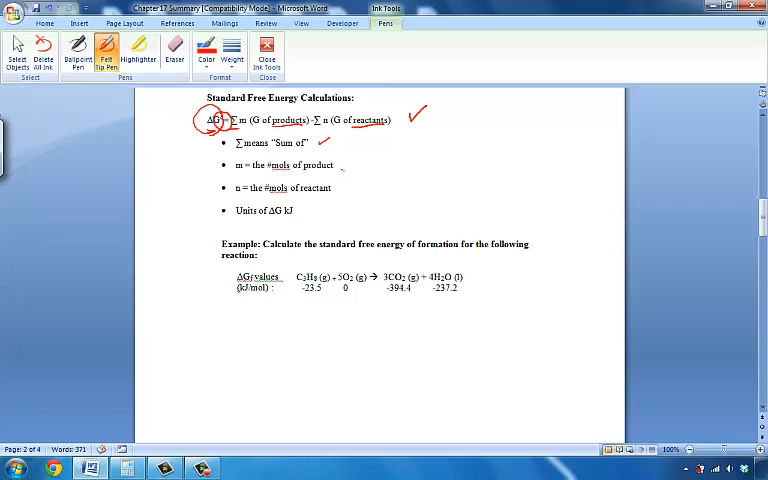 Chapter 17 Summary [Compatibility Mode] - Microsoft Word
Ink Tools
Home Insert Page Layout References Mailings Review View Developer Pens
Select Objects
Delete All Ink
Ballpoint Pen
Felt Tip Pen
Highlighter
Eraser
Color
Weight
Close Ink Tools
Select
Pens
Format
Close
Standard Free Energy Calculations:
ΔG°=∑ m (G of products) -∑ n (G of reactants)
• ∑ means “Sum of”
• m = the #mols of product
• n = the #mols of reactant
• Units of ΔG kJ
Example: Calculate the standard free energy of formation for the following
reaction:
ΔGf values C3H8 (g) + 5O2 (g) → 3CO2 (g) + 4H2O (l)
(kJ/mol) : -23.5 0 -394.4 -237.2
Page: 2 of 4 Words: 371 100%